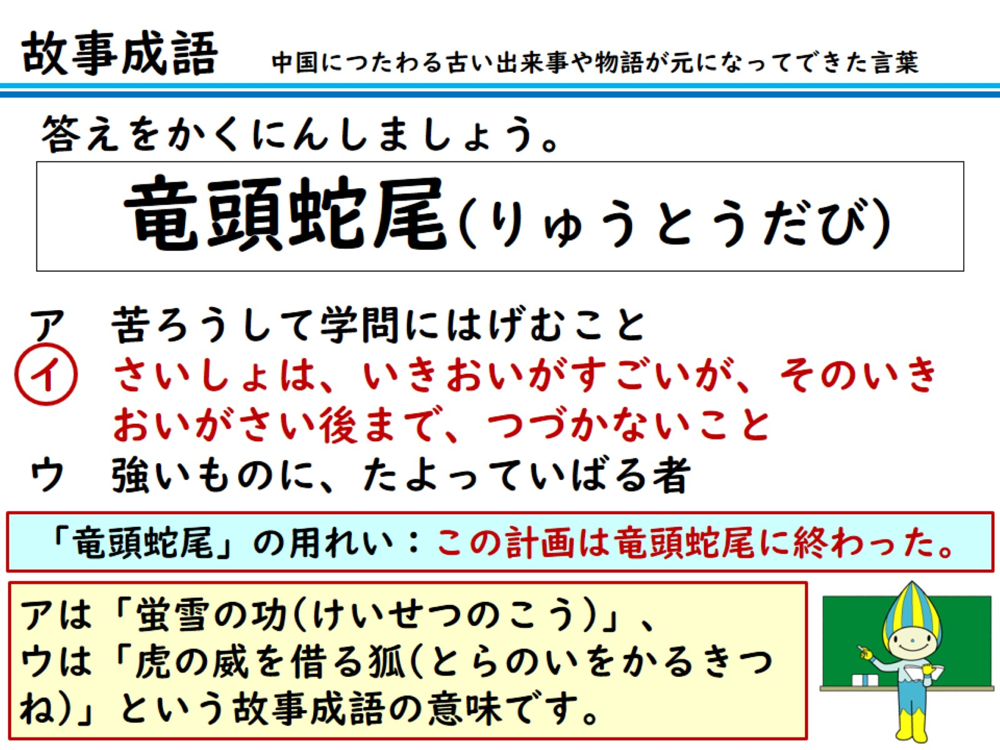 故事成語　中国につたわる古い出来事や物語が元になってできた言葉
答えをかくにんしましょう。
竜頭蛇尾(りゅうとうだび)
ア　苦ろうして学問にはげむこと
イ　さいしょは、いきおいがすごいが、そのいき
おいがさい後まで、つづかないこと
ウ　強いものに、たよっていばる者
「竜頭蛇尾」の用れい：この計画は竜頭蛇尾に終わった。
アは「蛍雪の功(けいせつのこう)」、
ウは「虎の威を借る狐(とらのいをかるきつ
ね)」という故事成語の意味です。